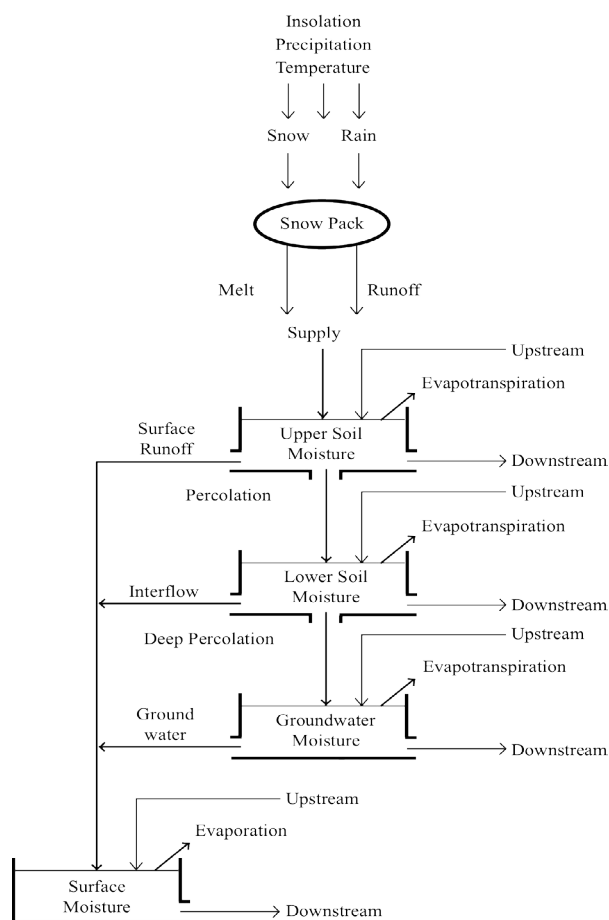 Insolation
Precipitation
Temperature
Snow
Rain
Snow Pack
Melt
Runoff
Supply
Upstream
Evapotranspiration
Surface
Runoff
Upper Soil
Moisture
Downstream
Percolation
Upstream
Evapotranspiration
Lower Soil
Moisture
Interflow
Downstream
Deep Percolation
Upstream
Evapotranspiration
Ground
water
Groundwater
Moisture
Downstream
Upstream
Evaporation
Surface
Moisture
Downstream